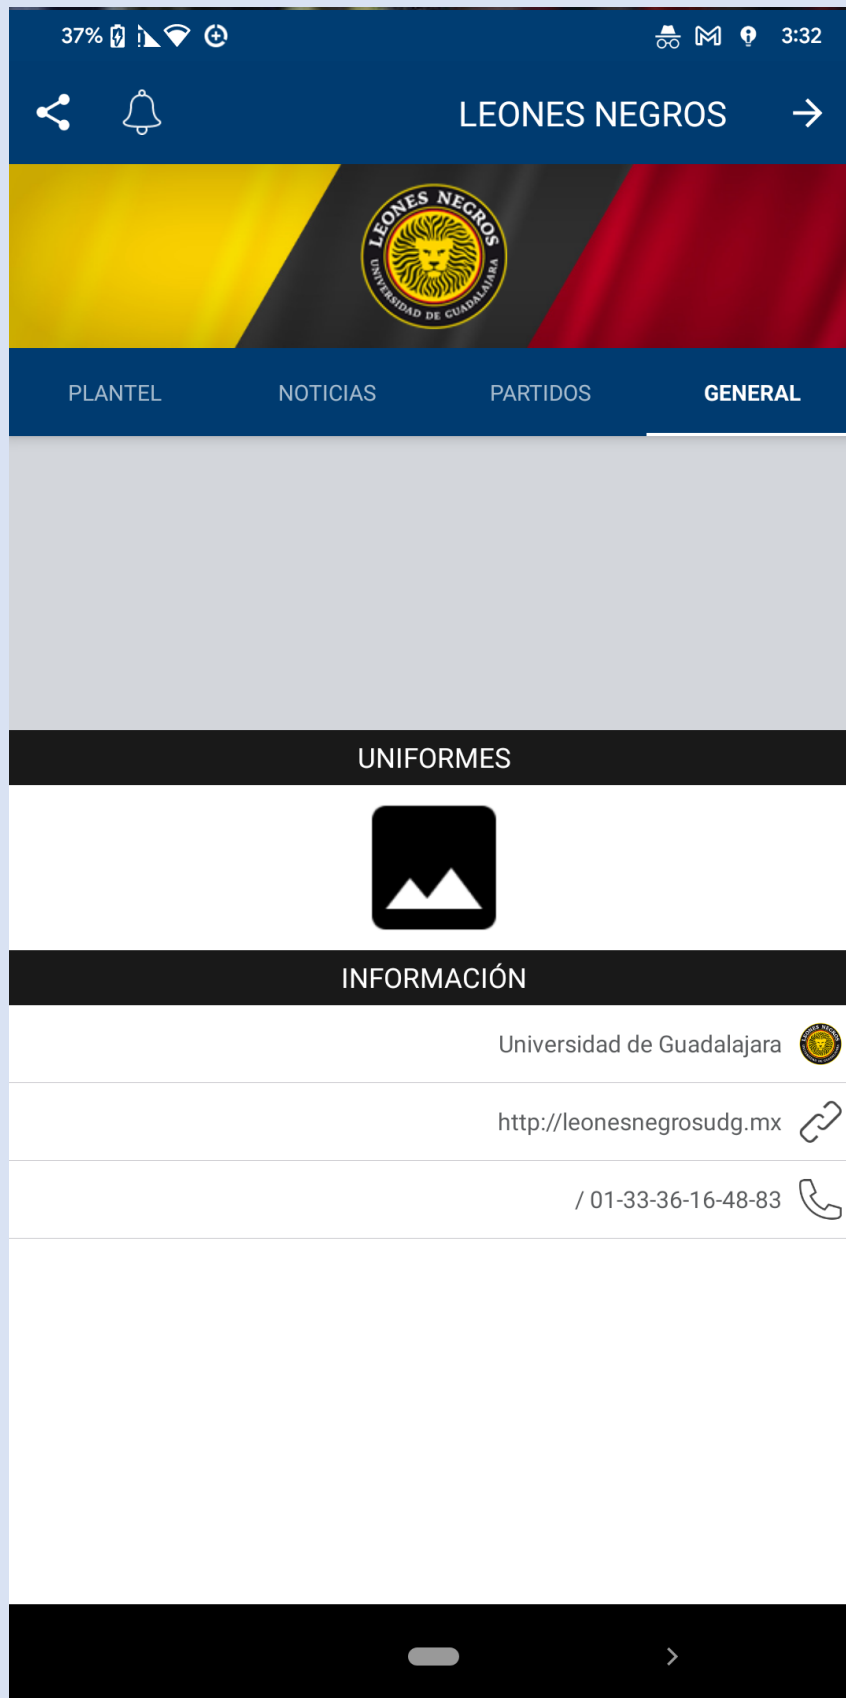 37%
3:32
LEONES NEGROS
LEONES NEGROS
UNIVERSIDAD DE GUADALAJARA
PLANTEL
NOTICIAS
PARTIDOS
GENERAL
UNIFORMES
INFORMACIÓN
Universidad de Guadalajara
http://leonesnegrosudg.mx
/ 01-33-36-16-48-83